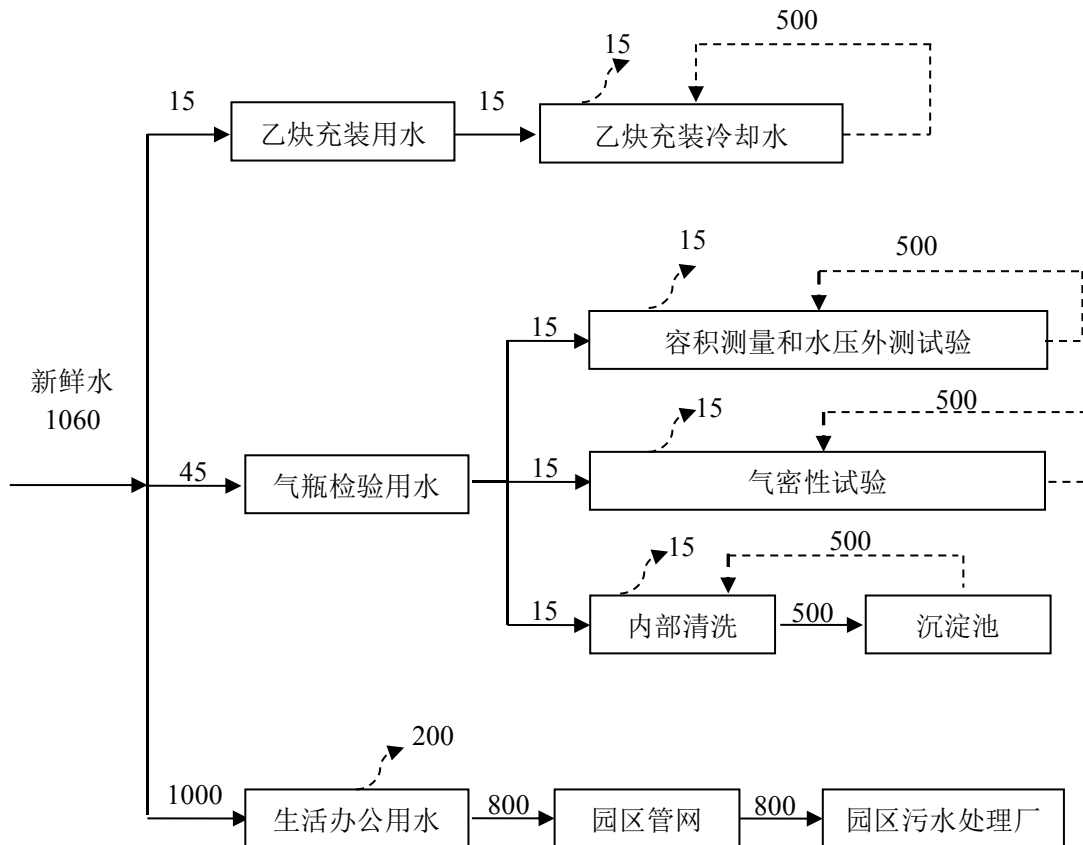 500
15
15
乙炔充装用水
15
乙炔充装冷却水
15
500
15
容积测量和水压外测试验
新鲜水
1060
15
500
45
气瓶检验用水
15
气密性试验
15
500
15
内部清洗
500
沉淀池
200
1000
生活办公用水
800
园区管网
800
园区污水处理厂